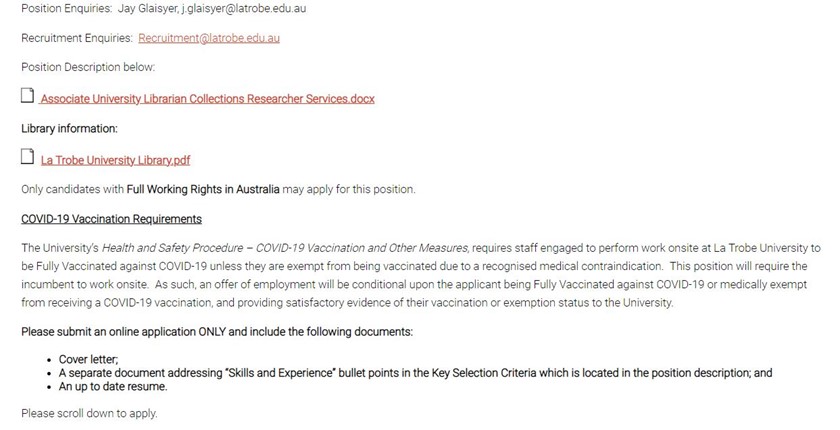 Position Enquiries:  Jay Glaisyer, j.glaisyer@latrobe.edu.au
Recruitment Enquiries:  Recruitment@latrobe.edu.au
Position Description below:
Associate University Librarian Collections Researcher Services.docx
Library information:
La Trobe University Library.pdf
Only candidates with Full Working Rights in Australia may apply for this position.
COVID-19 Vaccination Requirements
The University's Health and Safety Procedure – COVID-19 Vaccination and Other Measures, requires staff engaged to perform work onsite at La Trobe University to
be Fully Vaccinated against COVID-19 unless they are exempt from being vaccinated due to a recognised medical contraindication.  This position will require the
incumbent to work onsite.  As such, an offer of employment will be conditional upon the applicant being Fully Vaccinated against COVID-19 or medically exempt
from receiving a COVID-19 vaccination, and providing satisfactory evidence of their vaccination or exemption status to the University.
Please submit an online application ONLY and include the following documents:
• Cover letter;
• A separate document addressing "Skills and Experience" bullet points in the Key Selection Criteria which is located in the position description; and
• An up to date resume.
Please scroll down to apply.